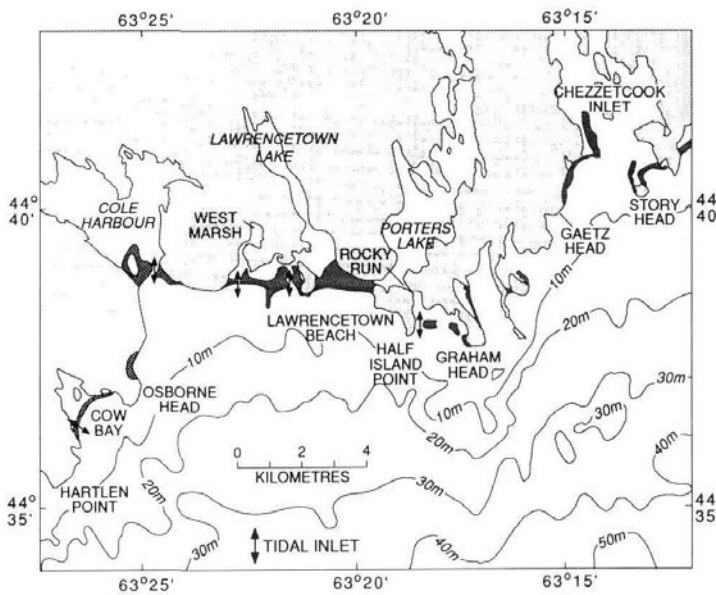 63°25'
63°20'
63°15'
CHEZZETCOOK
INLET
LAWRENCETOWN
LAKE
44°
40'
COLE
HARBOUR
WEST
MARSH
PORTERS
LAKE
ROCKY
RUN
STORY
HEAD
44°
40'
GAETZ
HEAD
10m
LAWRENCETOWN
BEACH
HALF
ISLAND
POINT
GRAHAM
HEAD
20m
10m
30m
OSBORNE
HEAD
COW
BAY
10m
20m
30m
40m
0 2 4
KILOMETRES
HARTLEN
POINT
20m
30m
44°
35'
44°
35'
30m
TIDAL INLET
40m
50m
63°25'
63°20'
63°15'